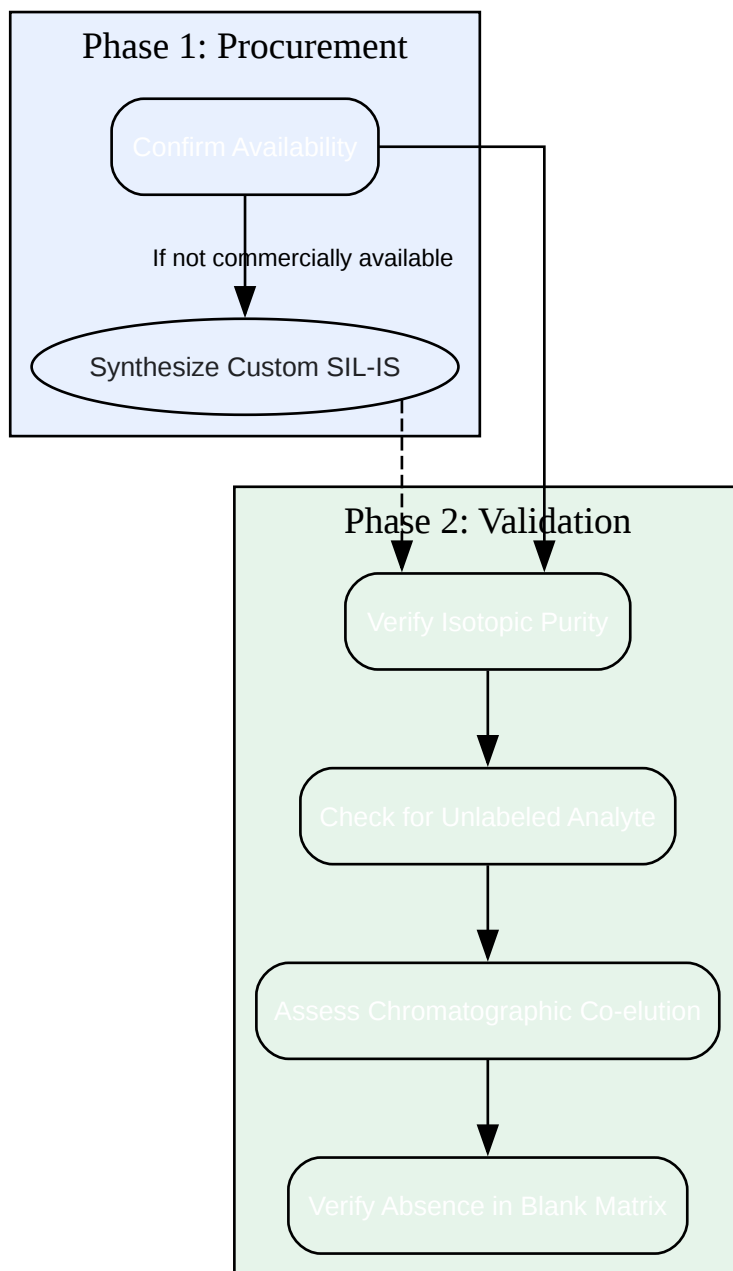 Phase 1: Procurement
Confirm Availability
If not commercially available
Synthesize Custom SIL-IS
Phase 2: Validation
Verify Isotopic Purity
Check for Unlabeled Analyte
Assess Chromatographic Co-elution
Verify Absence in Blank Matrix